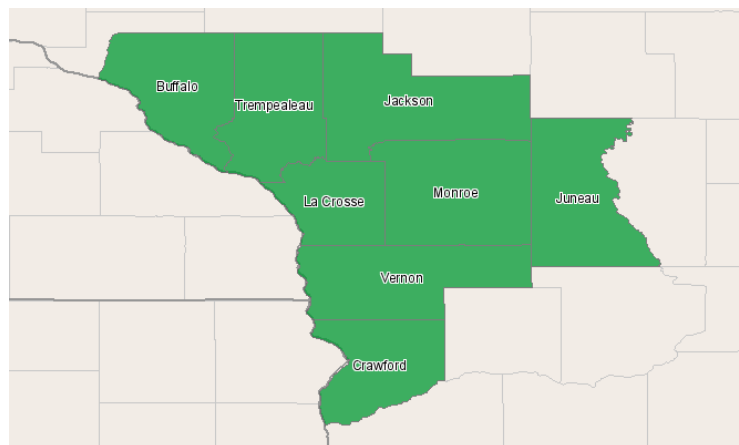 Buffalo
Trempealeau
Jackson
La Crosse
Monroe
Juneau
Vernon
Crawford